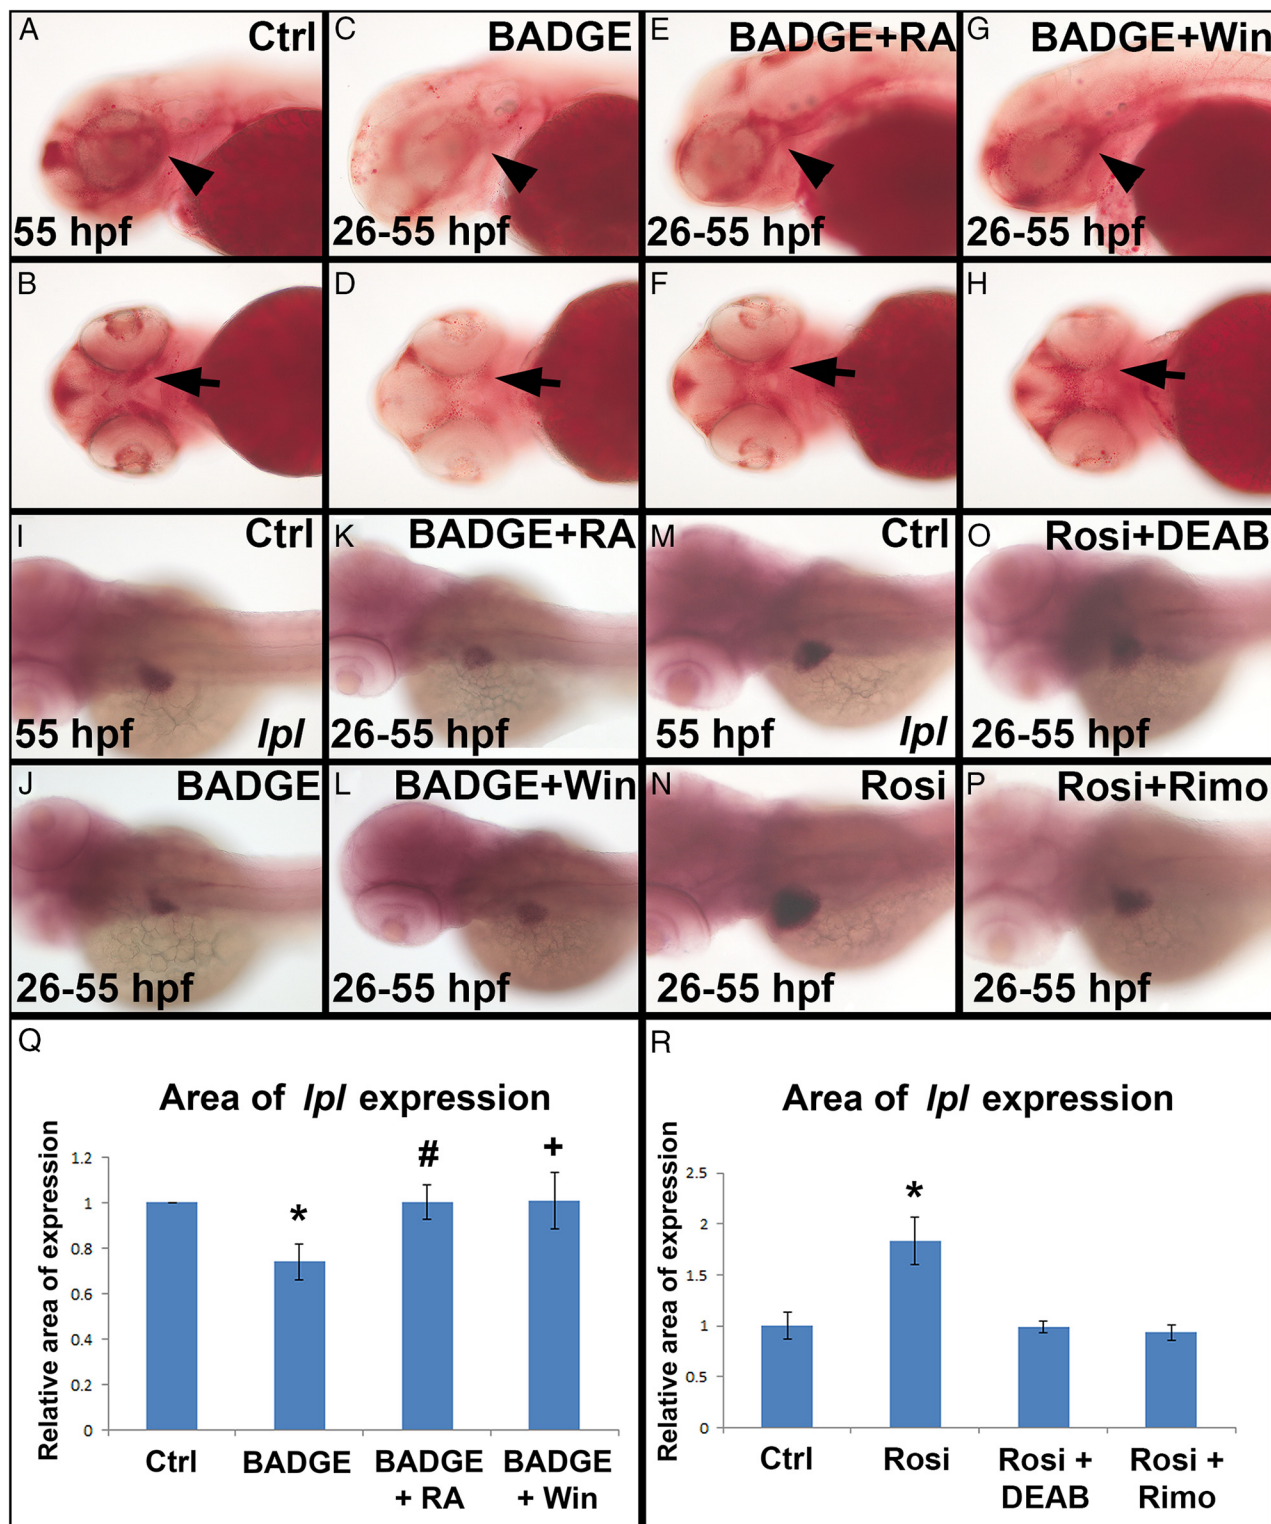 A Ctrl
55 hpf
C BADGE
26-55 hpf
E BADGE+RA
26-55 hpf
G BADGE+Win
26-55 hpf
B
D
F
H
I Ctrl
55 hpf lpl
K BADGE+RA
26-55 hpf
M Ctrl
55 hpf lpl
O Rosi+DEAB
26-55 hpf
J BADGE
26-55 hpf
L BADGE+Win
26-55 hpf
N Rosi
26-55 hpf
P Rosi+Rimo
26-55 hpf
Q
Area of lpl expression
Relative area of expression
1.2
1
0.8
0.6
0.4
0.2
0
*
#
+
Ctrl
BADGE
BADGE
+ RA
BADGE
+ Win
R
Area of lpl expression
Relative area of expression
2.5
2
1.5
1
0.5
0
*
Ctrl
Rosi
Rosi +
DEAB
Rosi +
Rimo